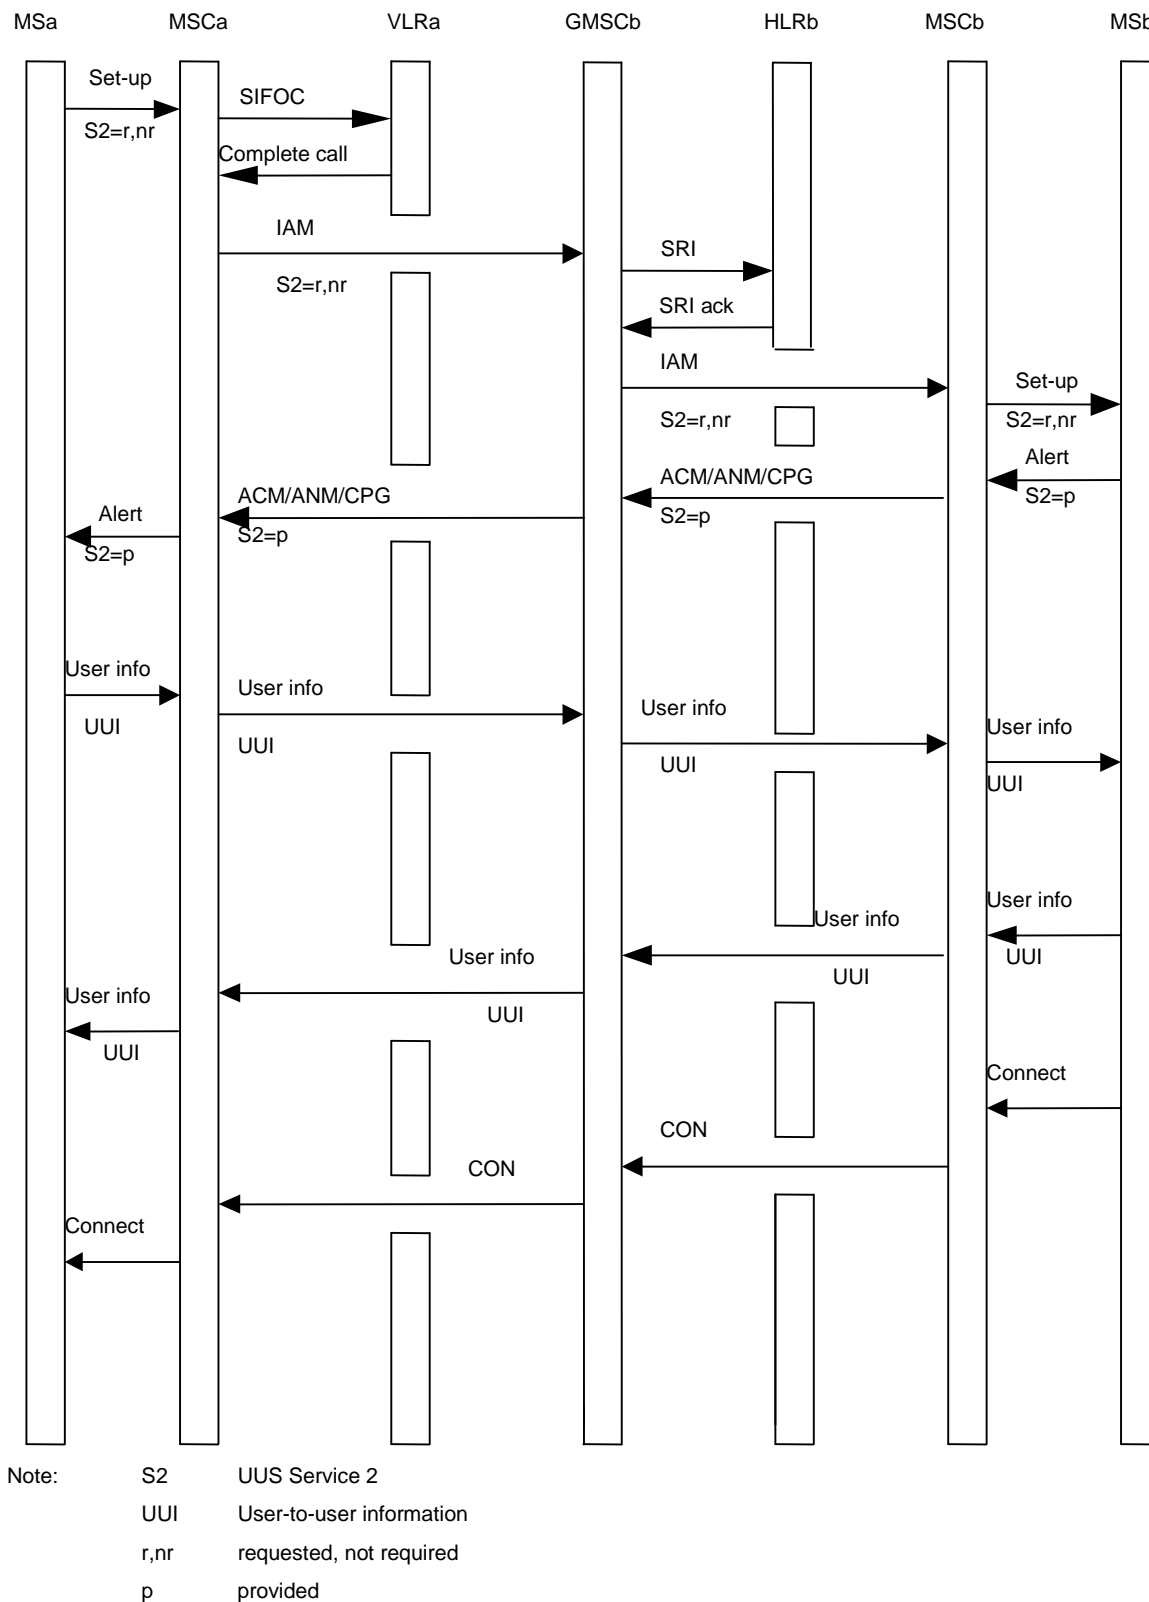 MSa MSCa VLRa GMSCb HLRb MSCb MSb
Set-up
S2=r,nr
SIFOC
Complete call
IAM
S2=r,nr
SRI
SRI ack
IAM
S2=r,nr
Set-up
S2=r,nr
Alert
S2=p
ACM/ANM/CPG
S2=p
ACM/ANM/CPG
S2=p
Alert
S2=p
User info
UUI
User info
UUI
User info
UUI
User info
UUI
User info
UUI
User info
UUI
User info
UUI
User info
UUI
Connect
CON
CON
Connect
Note: S2 UUS Service 2
UUI User-to-user information
r,nr requested, not required
p provided